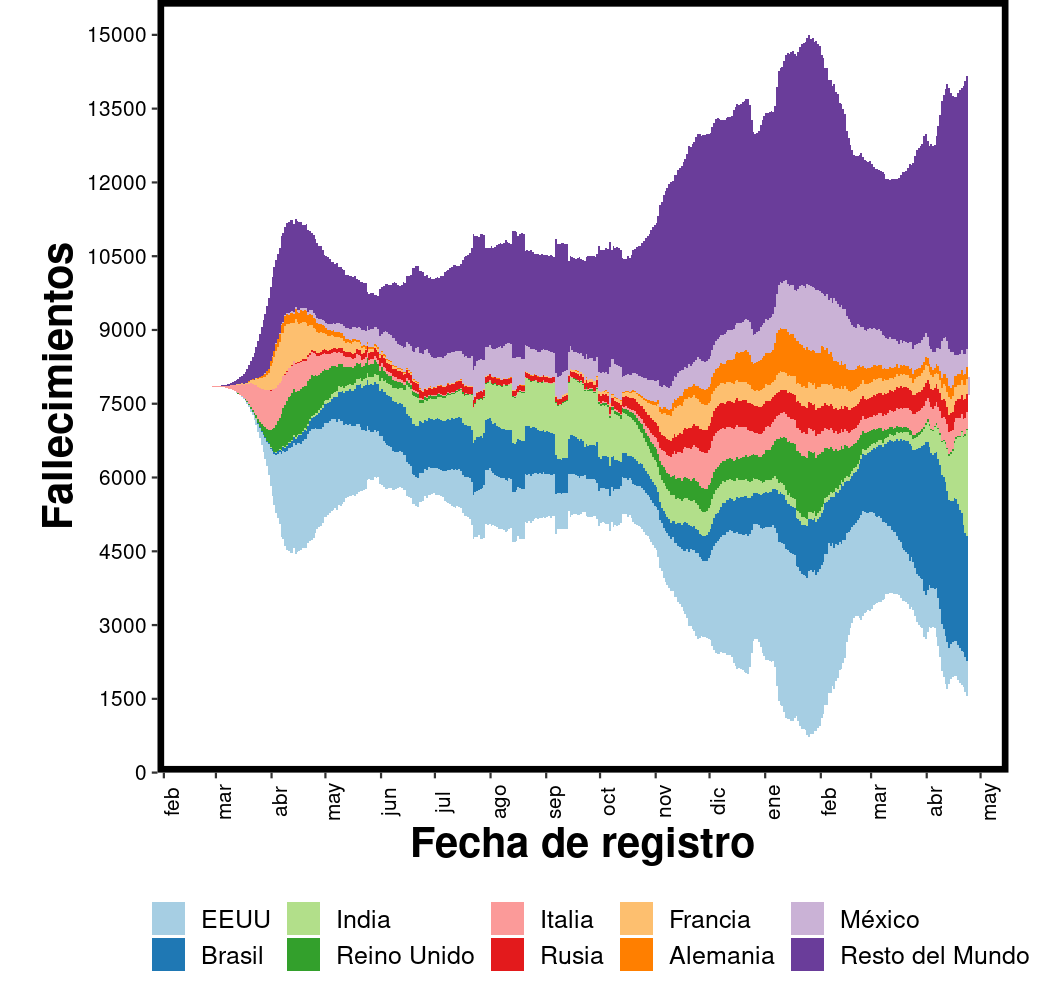 15000
13500
12000
10500
9000
7500
6000
4500
3000
1500
0
Fallecimientos
feb
mar
abr
may
jun
jul
ago
sep
oct
nov
dic
ene
feb
mar
abr
may
Fecha de registro
EEUU India Italia Francia México
Brasil Reino Unido Rusia Alemania Resto del Mundo